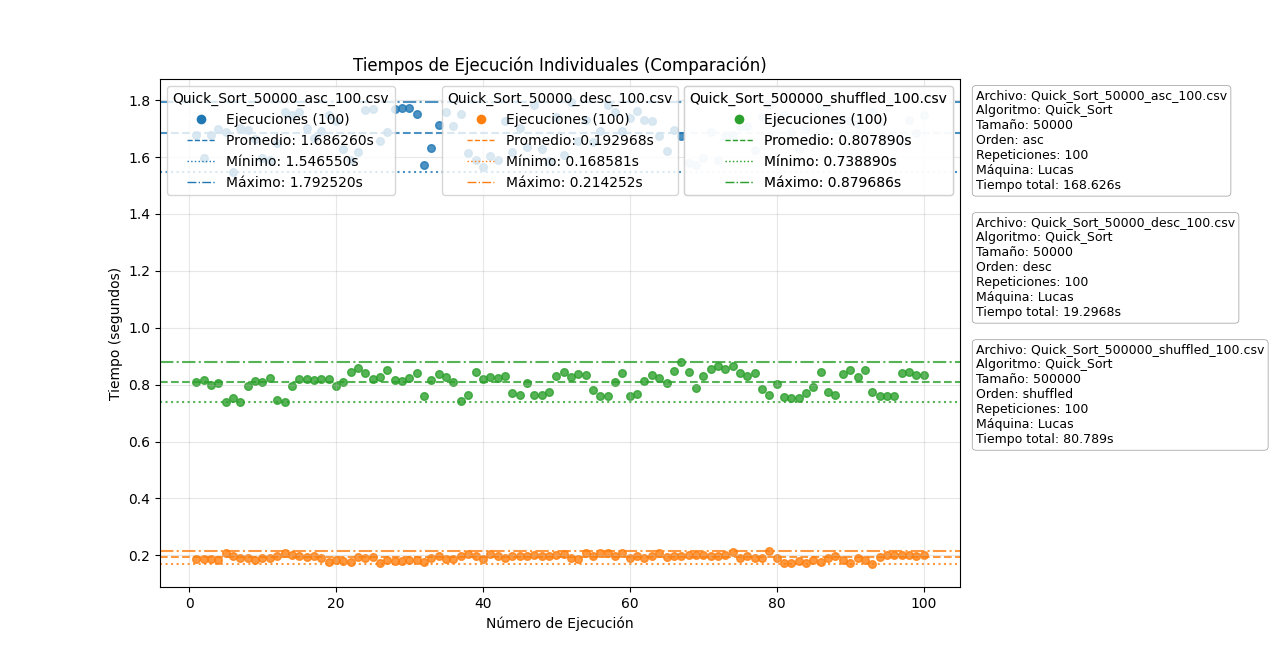 Tiempos de Ejecución Individuales (Comparación)
Quick_Sort_50000_asc_100.csv
Ejecuciones (100)
Promedio: 1.686260s
Mínimo: 1.546550s
Máximo: 1.792520s
Quick_Sort_50000_desc_100.csv
Ejecuciones (100)
Promedio: 0.192968s
Mínimo: 0.168581s
Máximo: 0.214252s
Quick_Sort_500000_shuffled_100.csv
Ejecuciones (100)
Promedio: 0.807890s
Mínimo: 0.738890s
Máximo: 0.879686s
Archivo: Quick_Sort_50000_asc_100.csv
Algoritmo: Quick_Sort
Tamaño: 50000
Orden: asc
Repeticiones: 100
Máquina: Lucas
Tiempo total: 168.626s
Archivo: Quick_Sort_50000_desc_100.csv
Algoritmo: Quick_Sort
Tamaño: 50000
Orden: desc
Repeticiones: 100
Máquina: Lucas
Tiempo total: 19.2968s
Archivo: Quick_Sort_500000_shuffled_100.csv
Algoritmo: Quick_Sort
Tamaño: 500000
Orden: shuffled
Repeticiones: 100
Máquina: Lucas
Tiempo total: 80.789s
Tiempo (segundos)
1.8
1.6
1.4
1.2
1.0
0.8
0.6
0.4
0.2
0 20 40 60 80 100
Número de Ejecución